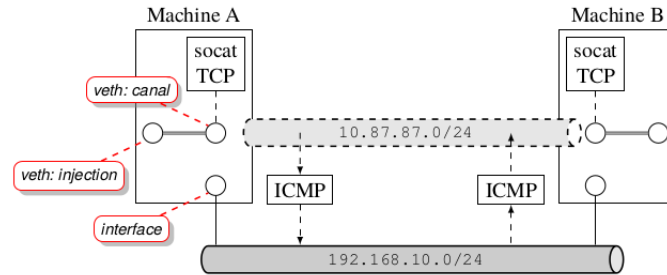 Machine A
Machine B
socat
TCP
socat
TCP
veth: canal
10.87.87.0/24
veth: injection
ICMP
ICMP
interface
192.168.10.0/24